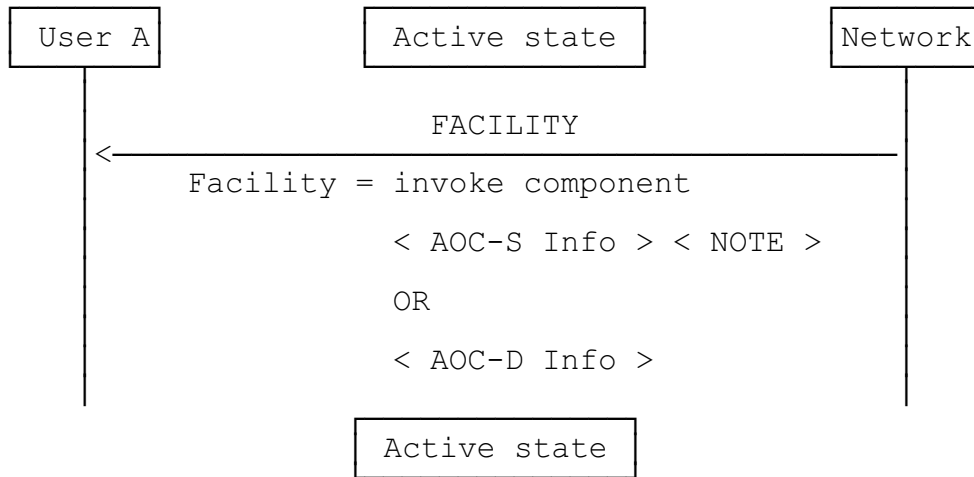 User A Active state Network
FACILITY
Facility = invoke component
< AOC-S Info > < NOTE >
OR
< AOC-D Info >
Active state